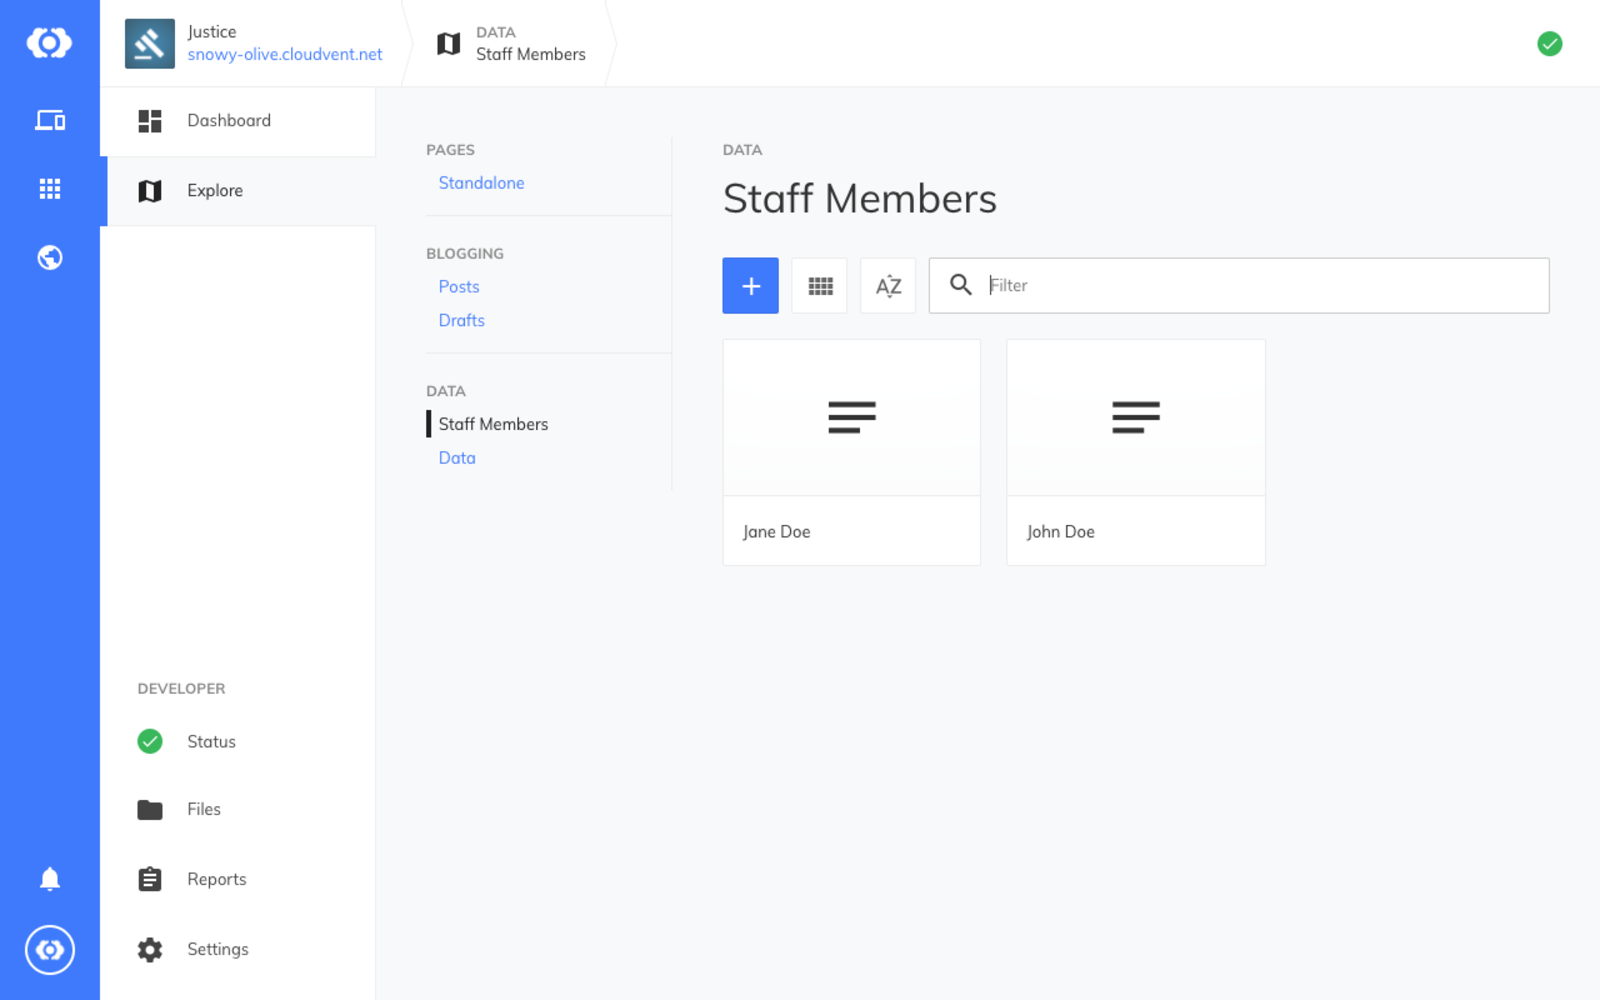 Justice
snowy-olive.cloudvent.net
DATA
Staff Members
Dashboard
Explore
DEVELOPER
Status
Files
Reports
Settings
PAGES
Standalone
BLOGGING
Posts
Drafts
DATA
Staff Members
Data
DATA
Staff Members
AZ
Filter
Jane Doe
John Doe